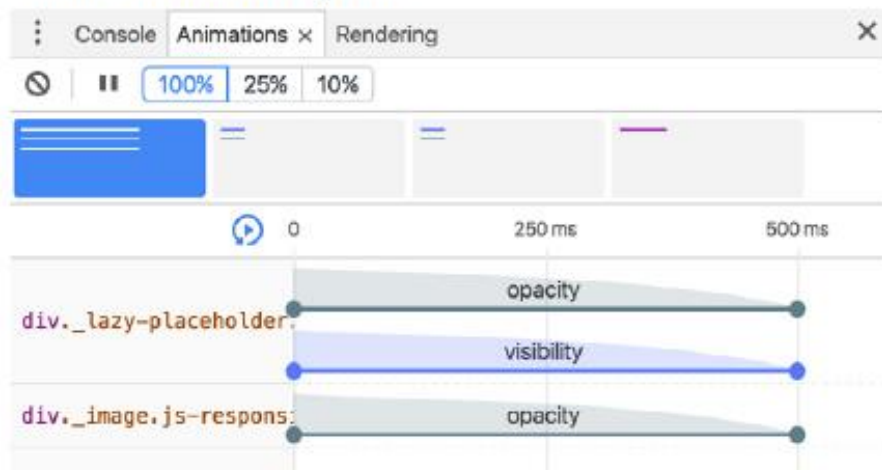 Console Animations × Rendering ×
100% 25% 10%
0 250 ms 500 ms
opacity
div._lazy-placeholder.
visibility
div._image.js-respons: opacity